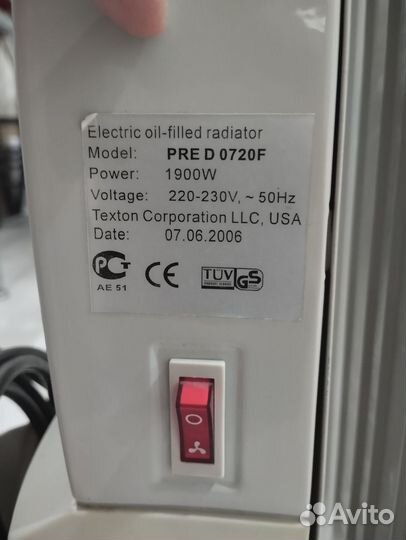 Electric oil-filled radiator
Model: PRE D 0720F
Power: 1900W
Voltage: 220-230V, ~ 50Hz
Texton Corporation LLC, USA
Date: 07.06.2006
РСТ CE TÜV GS
AE 51
Avito